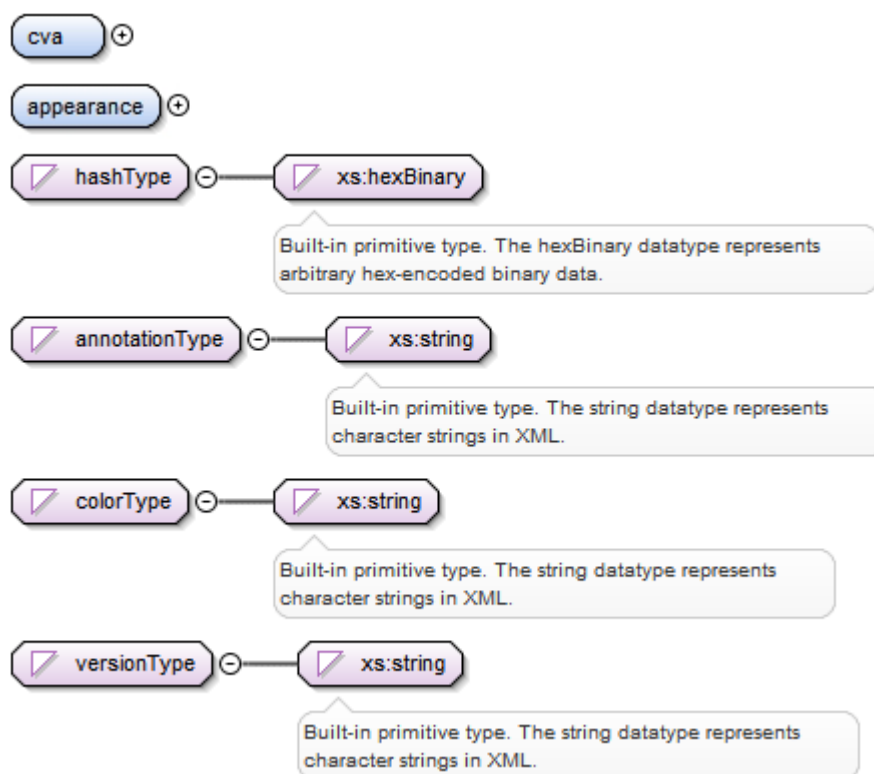 cva
appearance
hashType xs:hexBinary
Built-in primitive type. The hexBinary datatype represents
arbitrary hex-encoded binary data.
annotationType xs:string
Built-in primitive type. The string datatype represents
character strings in XML.
colorType xs:string
Built-in primitive type. The string datatype represents
character strings in XML.
versionType xs:string
Built-in primitive type. The string datatype represents
character strings in XML.